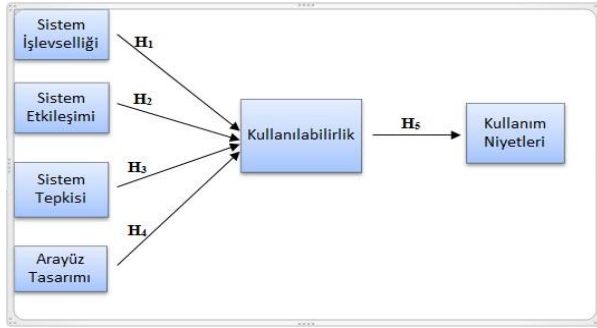 Sistem
İşlevselliği
H1
Sistem
Etkileşimi
H2
Sistem
Tepkisi
H3
Arayüz
Tasarımı
H4
Kullanılabilirlik
H5
Kullanım
Niyetleri